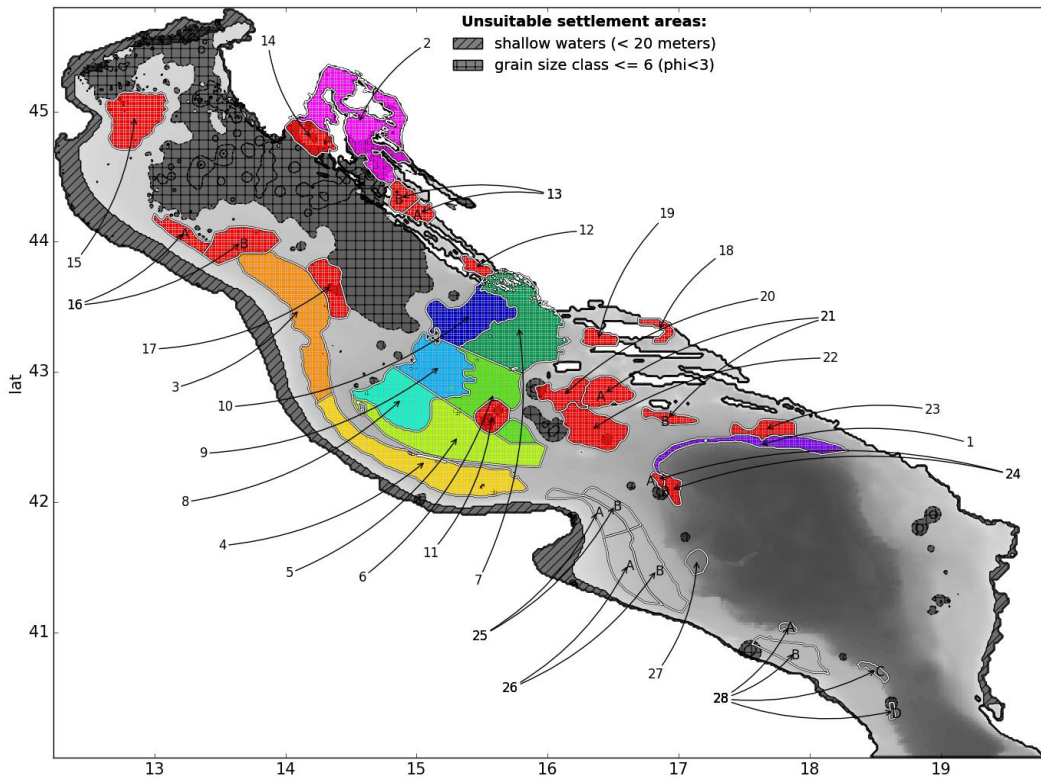 Unsuitable settlement areas:
shallow waters (< 20 meters)
grain size class <= 6 (phi<3)
14
2
45
13
B
A
19
12
18
44
A
B
15
20
16
21
17
22
lat
43
3
A
10
B
23
1
9
A
24
8
B
42
A
B
4
11
5
6
7
A
B
25
41
A
27
B
26
28
C
D
13
14
15
16
17
18
19